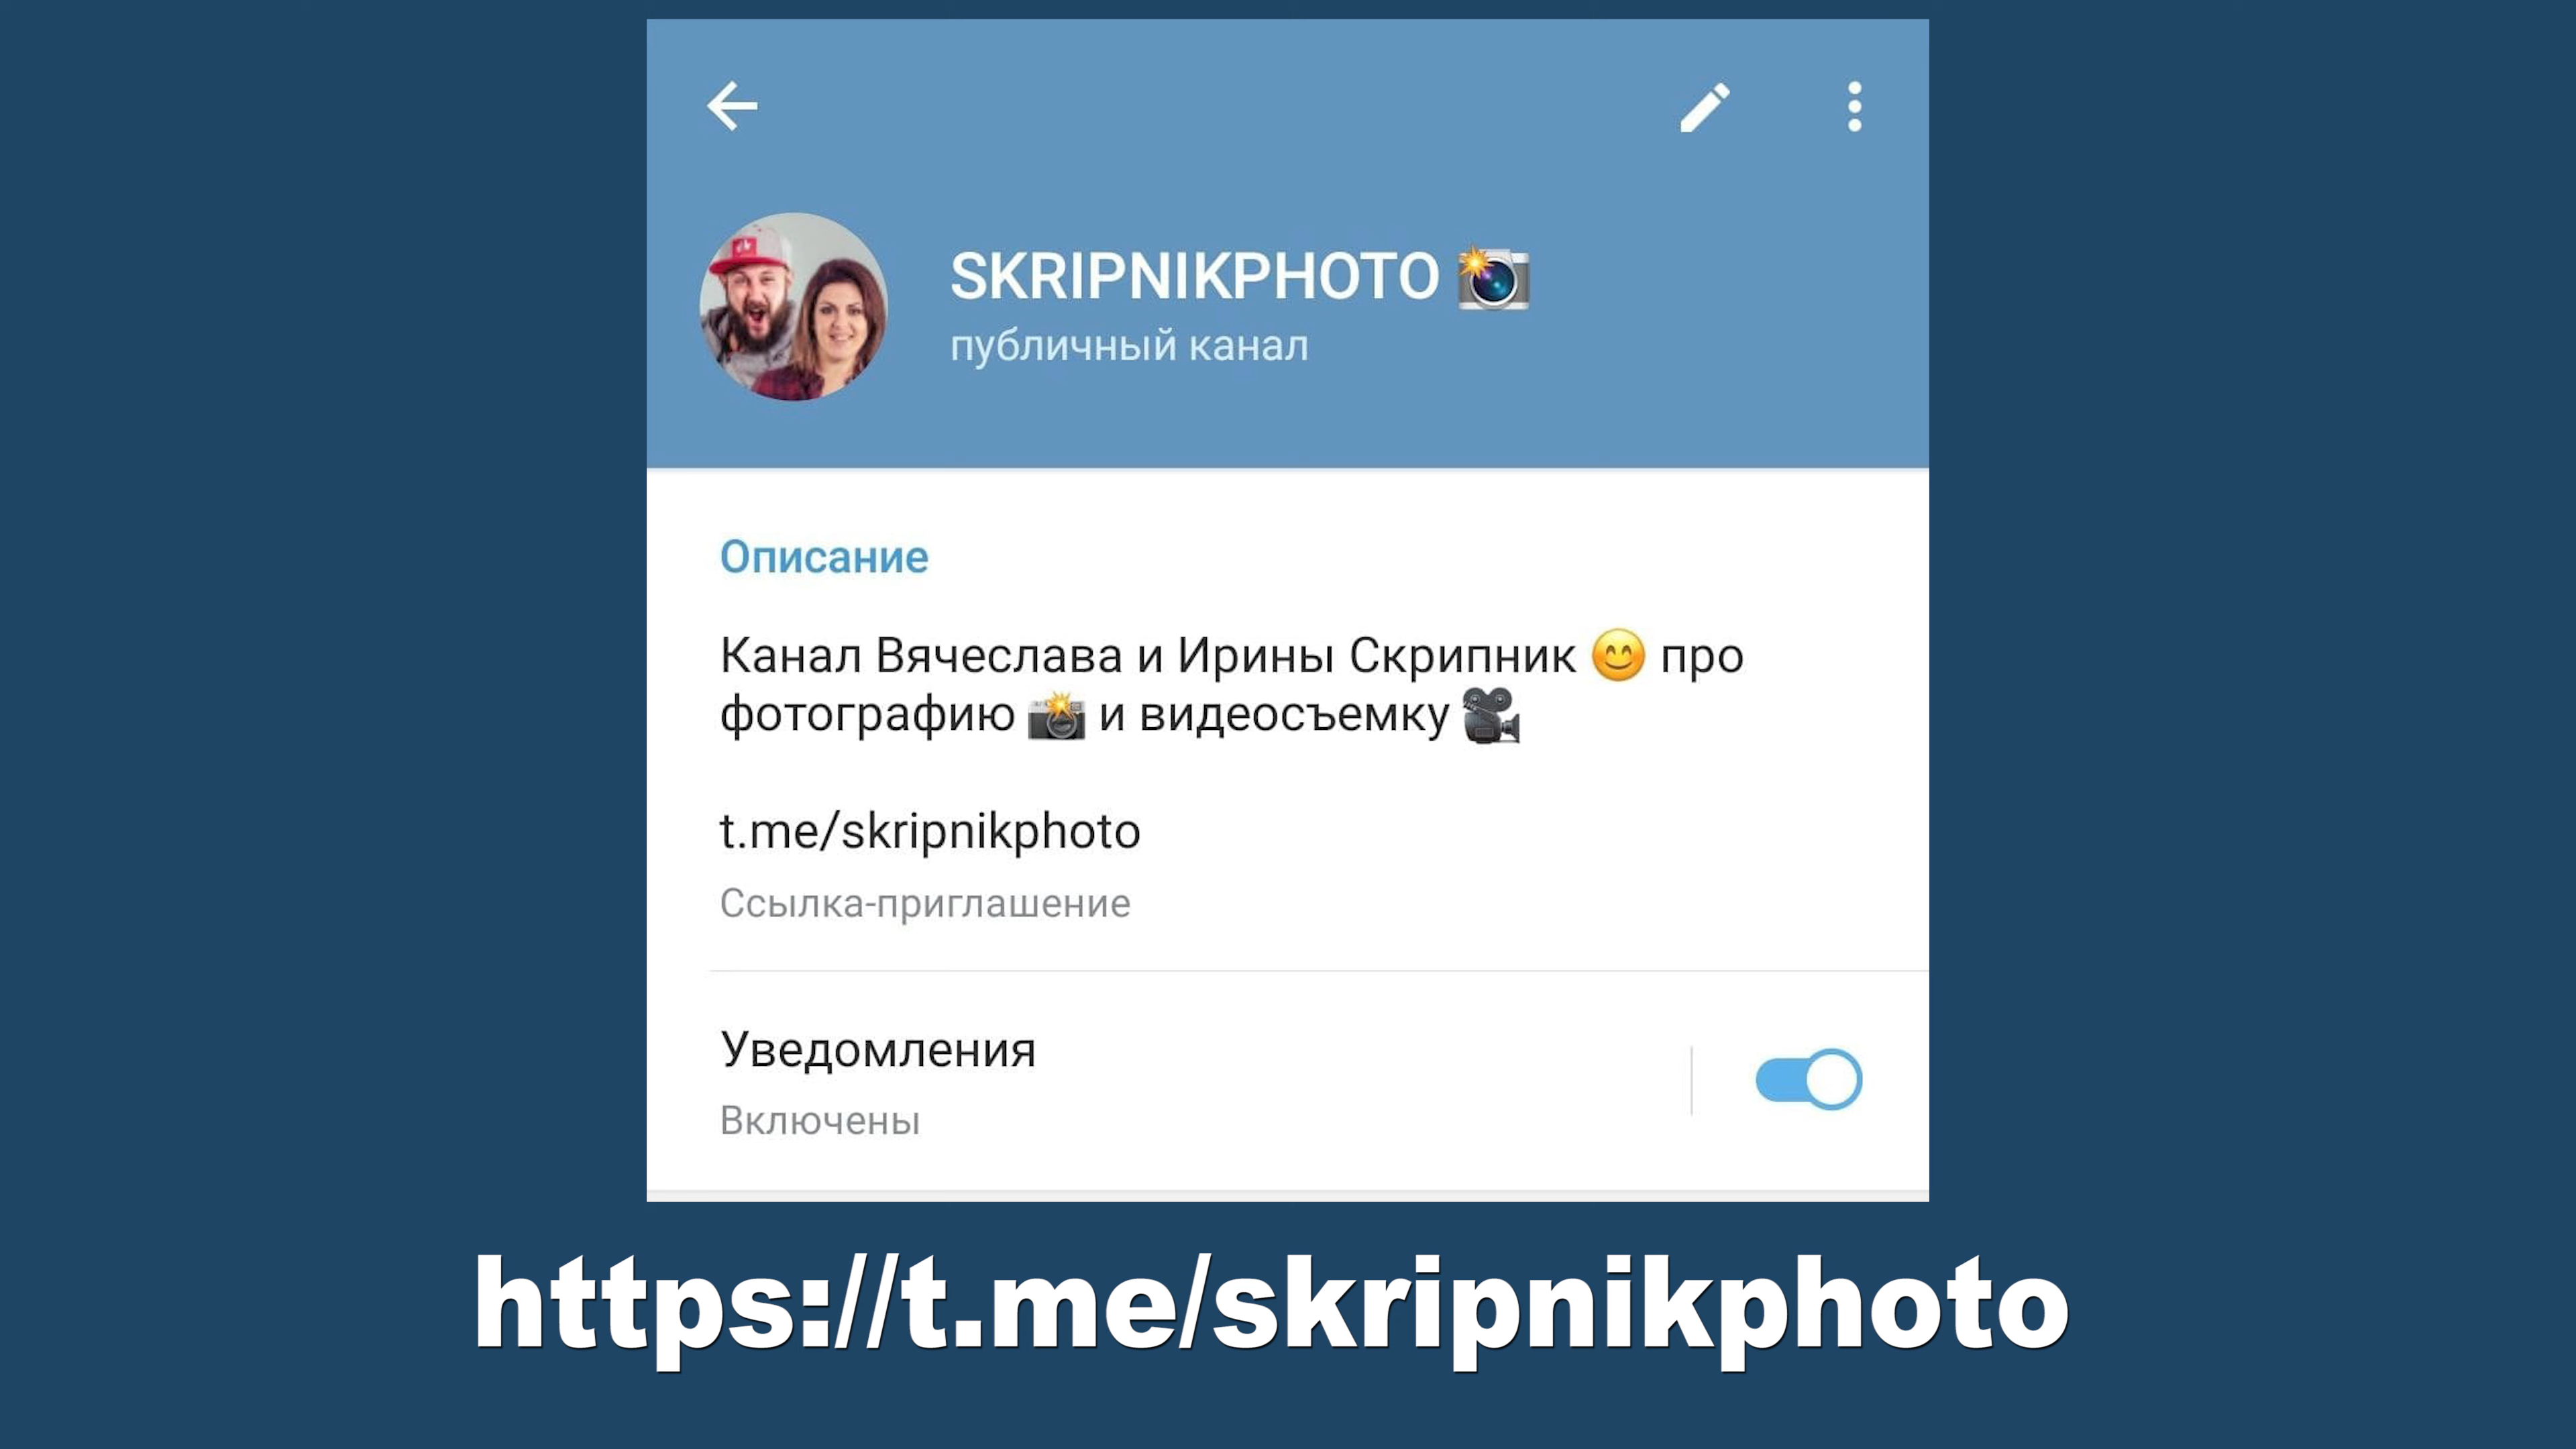 SKRIPNIKPHOTO 📸
публичный канал
Описание
Канал Вячеслава и Ирины Скрипник 😊 про
фотографию 📸 и видеосъемку 🎥
t.me/skripnikphoto
Ссылка-приглашение
Уведомления
Включены
https://t.me/skripnikphoto